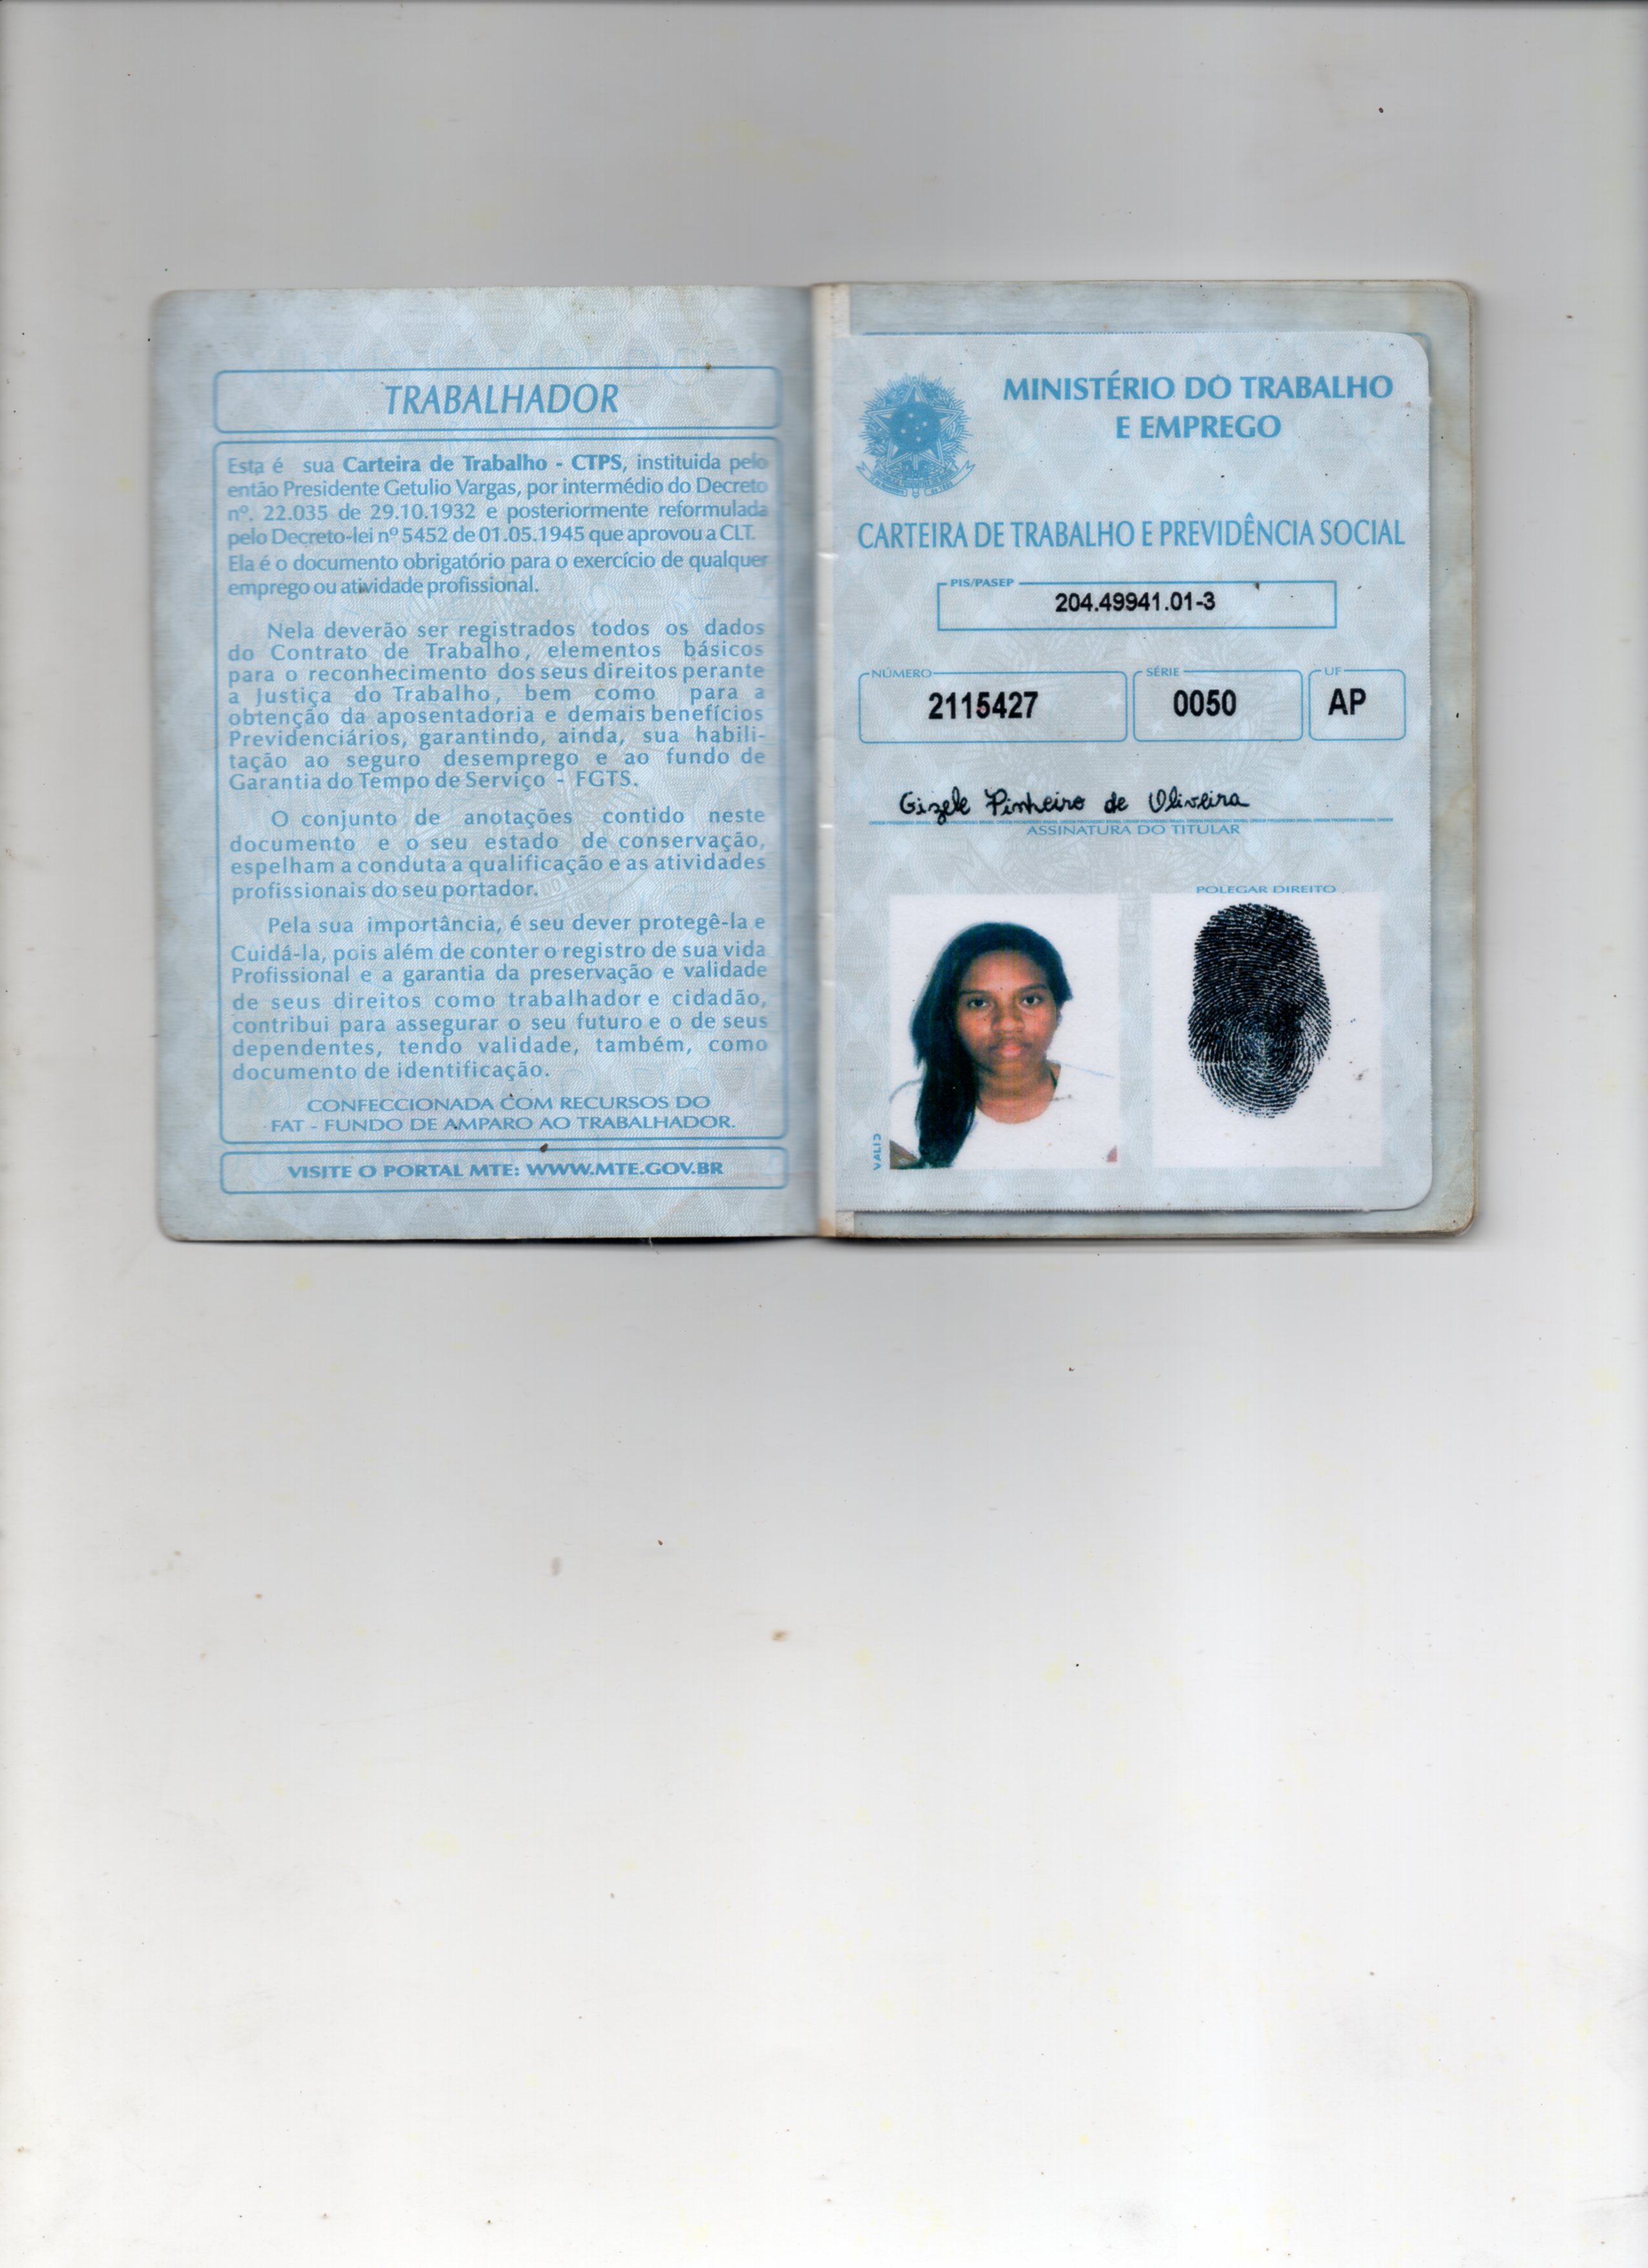 TRABALHADOR
Esta é sua Carteira de Trabalho - CTPS, instituida pelo
então Presidente Getulio Vargas, por intermédio do Decreto
nº. 22.035 de 29.10.1932 e posteriormente reformulada
pelo Decreto-lei nº 5452 de 01.05.1945 que aprovou a CLT.
Ela é o documento obrigatório para o exercício de qualquer
emprego ou atividade profissional.
Nela deverão ser registrados todos os dados
do Contrato de Trabalho, elementos básicos
para o reconhecimento dos seus direitos perante
a Justiça do Trabalho, bem como para a
obtenção da aposentadoria e demais benefícios
Previdenciários, garantindo, ainda, sua habili-
tação ao seguro desemprego e ao fundo de
Garantia do Tempo de Serviço - FGTS.
O conjunto de anotações contido neste
documento e o seu estado de conservação,
espelham a conduta a qualificação e as atividades
profissionais do seu portador.
Pela sua importância, é seu dever protegê-la e
Cuidá-la, pois além de conter o registro de sua vida
Profissional e a garantia da preservação e validade
de seus direitos como trabalhador e cidadão,
contribui para assegurar o seu futuro e o de seus
dependentes, tendo validade, também, como
documento de identificação.
CONFECCIONADA COM RECURSOS DO
FAT - FUNDO DE AMPARO AO TRABALHADOR.
VISITE O PORTAL MTE: WWW.MTE.GOV.BR
MINISTÉRIO DO TRABALHO
E EMPREGO
CARTEIRA DE TRABALHO E PREVIDÊNCIA SOCIAL
PIS/PASEP
204.49941.01-3
NÚMERO SÉRIE UF
2115427 0050 AP
Gizele Pinheiro de Oliveira
ASSINATURA DO TITULAR
POLEGAR DIREITO
VALID